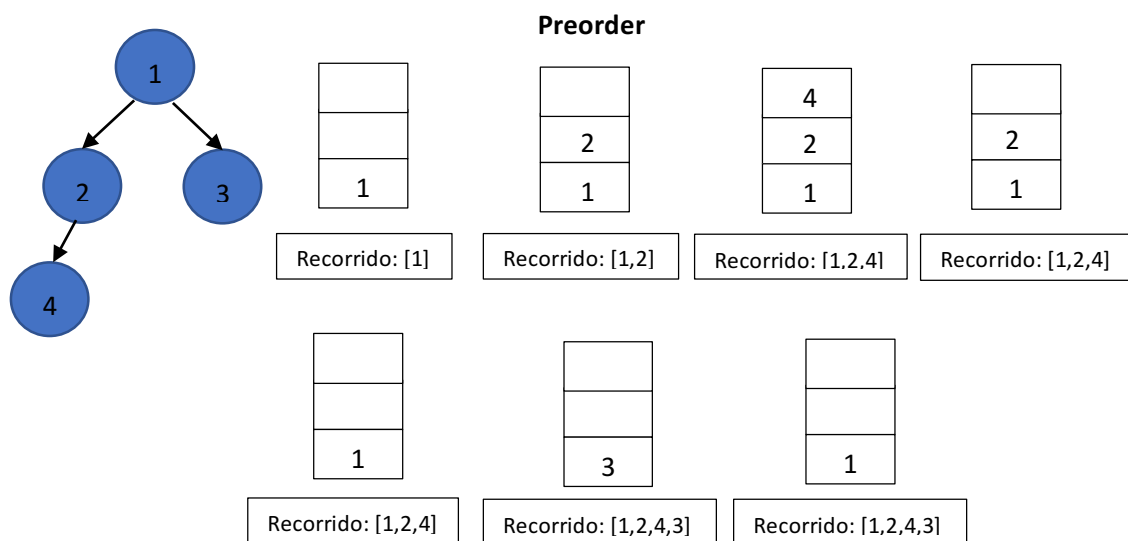 Preorder
1
2
3
4
1
Recorrido: [1]
2
1
Recorrido: [1,2]
4
2
1
Recorrido: [1,2,4]
2
1
Recorrido: [1,2,4]
1
Recorrido: [1,2,4]
3
Recorrido: [1,2,4,3]
1
Recorrido: [1,2,4,3]